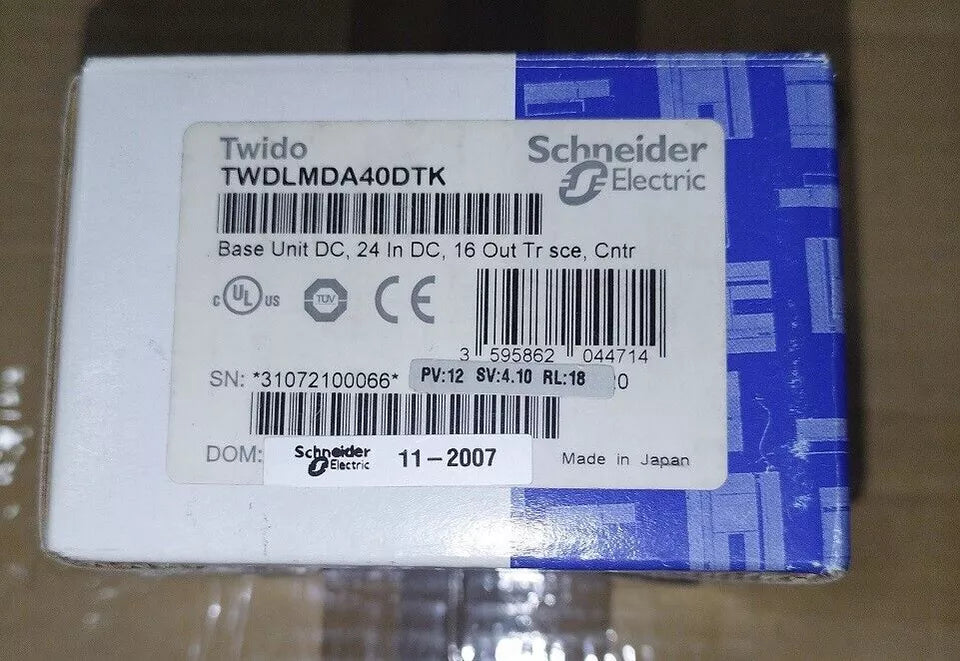 Twido
TWDLMDA40DTK
Schneider
Electric
Base Unit DC, 24 In DC, 16 Out Tr sce, Cntr
C UL US
TÜV
CE
3 595862 044714
SN: *31072100066*
PV:12 SV:4.10 RL:18
0
DOM:
Schneider
Electric
11-2007
Made in Japan